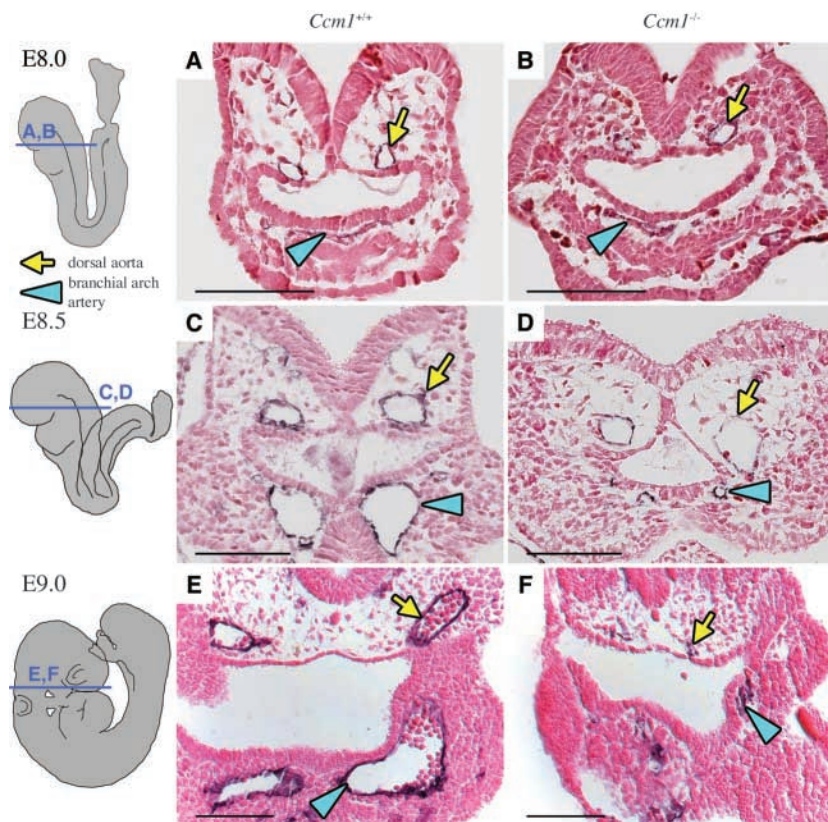 Ccm1+/+
Ccm1-/-
E8.0
A
B
A,B
dorsal aorta
branchial arch
artery
E8.5
C
D
C,D
E9.0
E
F
E,F